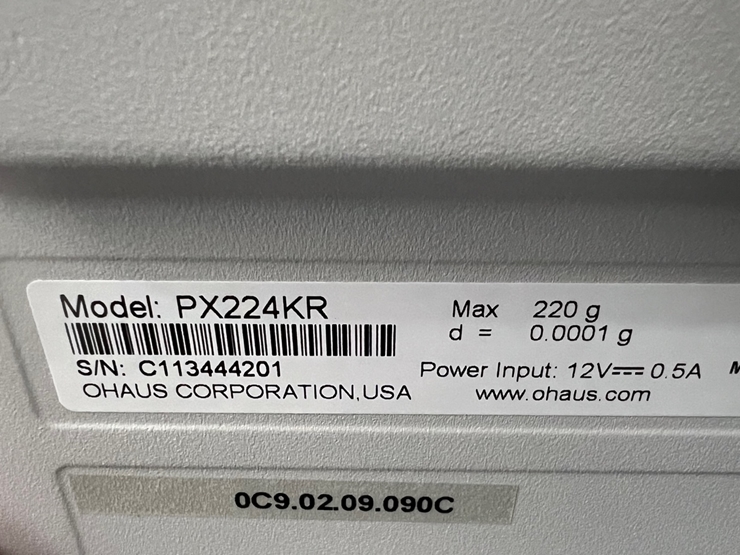 Model: PX224KR
Max 220 g
d = 0.0001 g
S/N: C113444201
Power Input: 12V⎓0.5A
OHAUS CORPORATION,USA
www.ohaus.com
0C9.02.09.090C